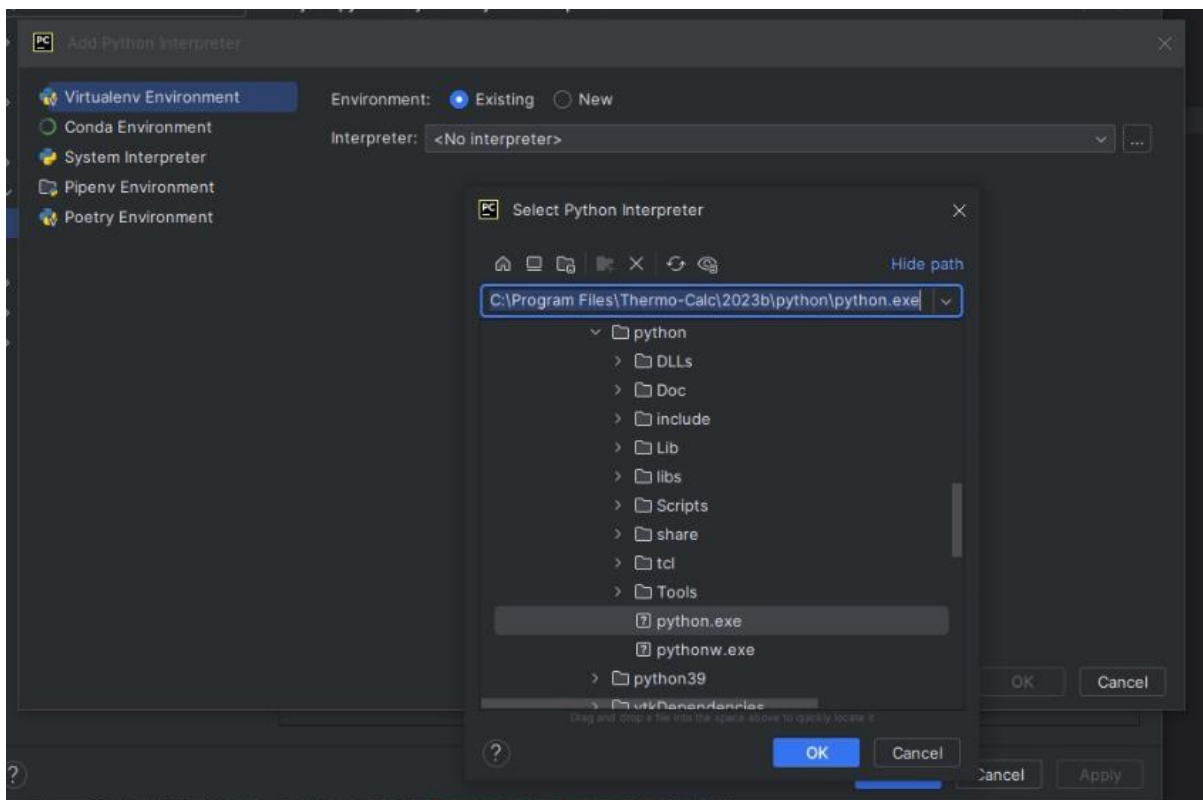 PC Add Python Interpreter
Virtualenv Environment
Conda Environment
System Interpreter
Pipenv Environment
Poetry Environment
Environment: Existing New
Interpreter: <No interpreter>
...
PC Select Python Interpreter
Hide path
C:\Program Files\Thermo-Calc\2023b\python\python.exe
python
DLLs
Doc
include
Lib
libs
Scripts
share
tcl
Tools
? python.exe
? pythonw.exe
python39
vtkDependencies
Drag and drop a file into the space above to quickly locate it
? OK Cancel
OK Cancel
? Cancel Apply